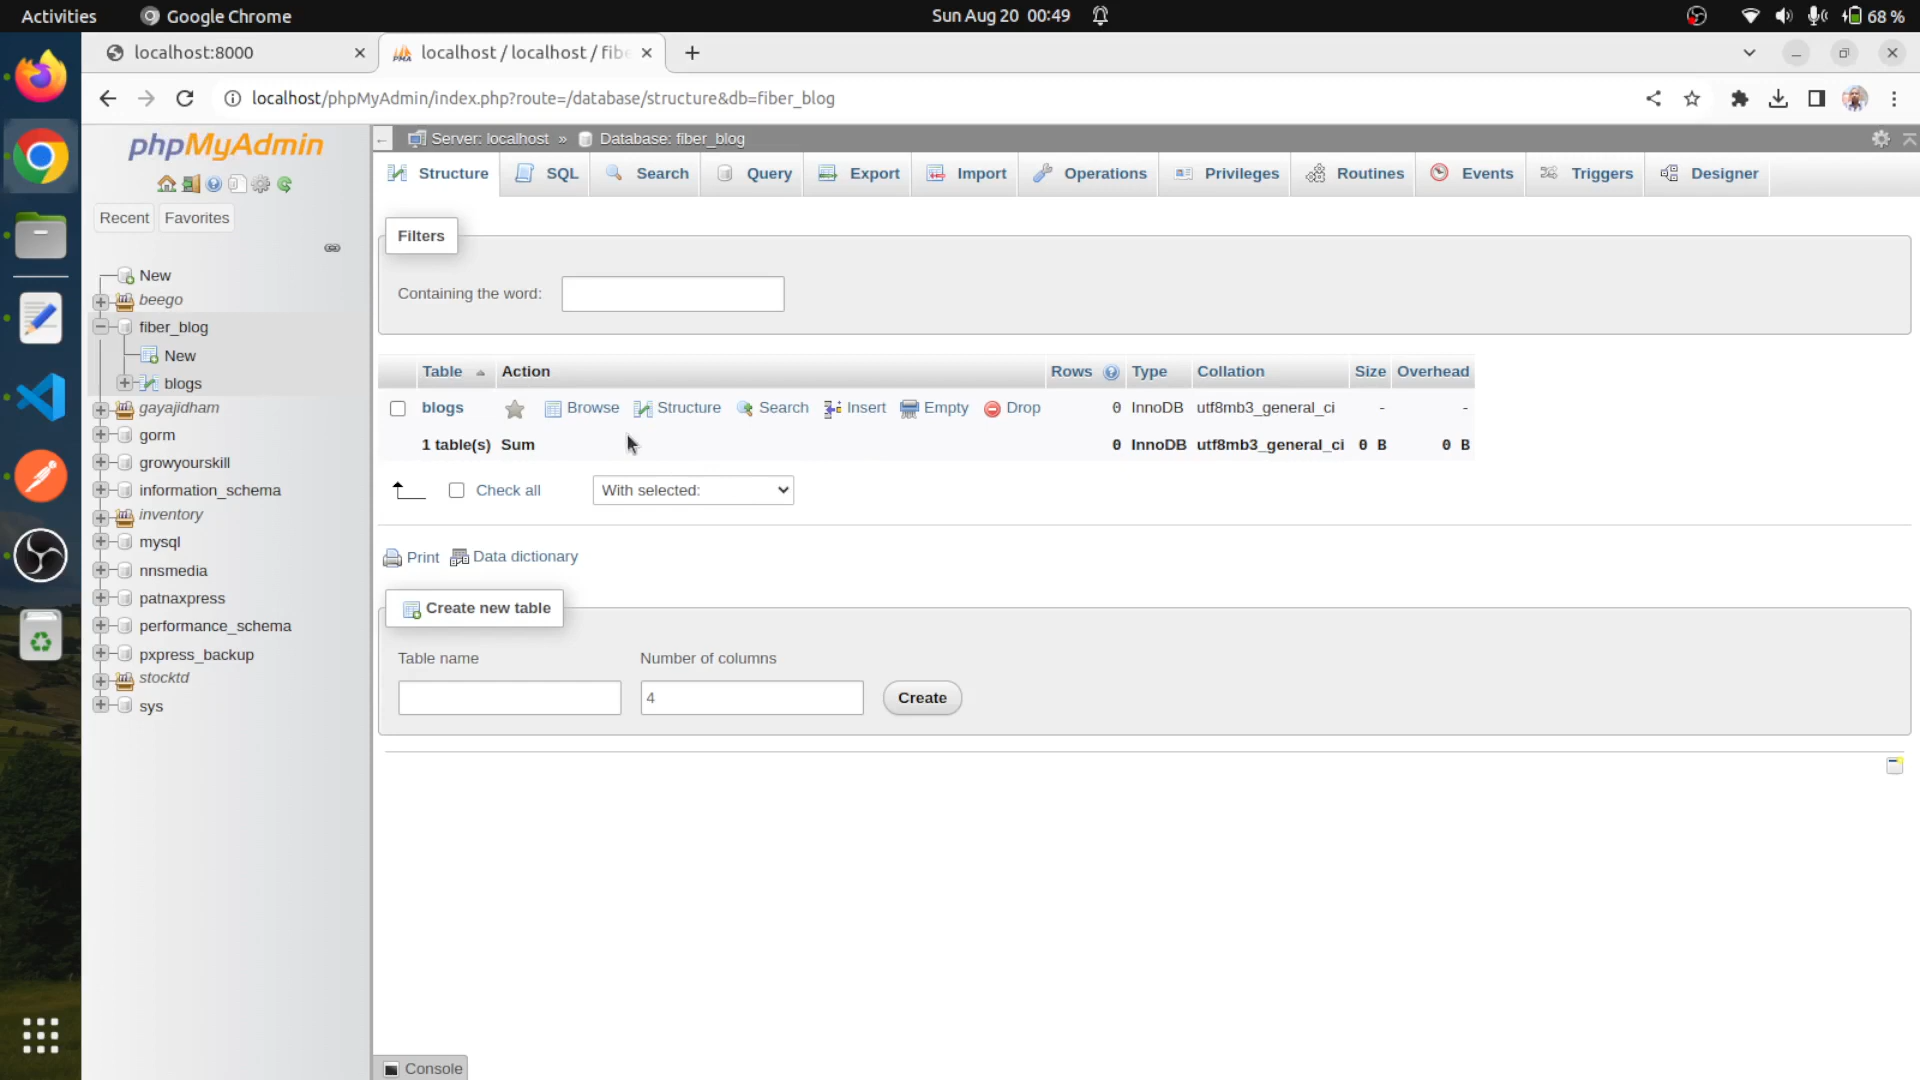 Activities Google Chrome Sun Aug 20 00:49 68 %
localhost:8000 localhost / localhost / fibe
localhost/phpMyAdmin/index.php?route=/database/structure&db=fiber_blog
phpMyAdmin
Recent Favorites
New
beego
fiber_blog
New
blogs
gayajidham
gorm
growyourskill
information_schema
inventory
mysql
nnsmedia
patnaxpress
performance_schema
pxpress_backup
stocktd
sys
Server: localhost » Database: fiber_blog
Structure SQL Search Query Export Import Operations Privileges Routines Events Triggers Designer
Filters
Containing the word:
Table Action Rows Type Collation Size Overhead
blogs Browse Structure Search Insert Empty Drop 0 InnoDB utf8mb3_general_ci - -
1 table(s) Sum 0 InnoDB utf8mb3_general_ci 0 B 0 B
Check all With selected:
Print Data dictionary
Create new table
Table name Number of columns
4 Create
Console